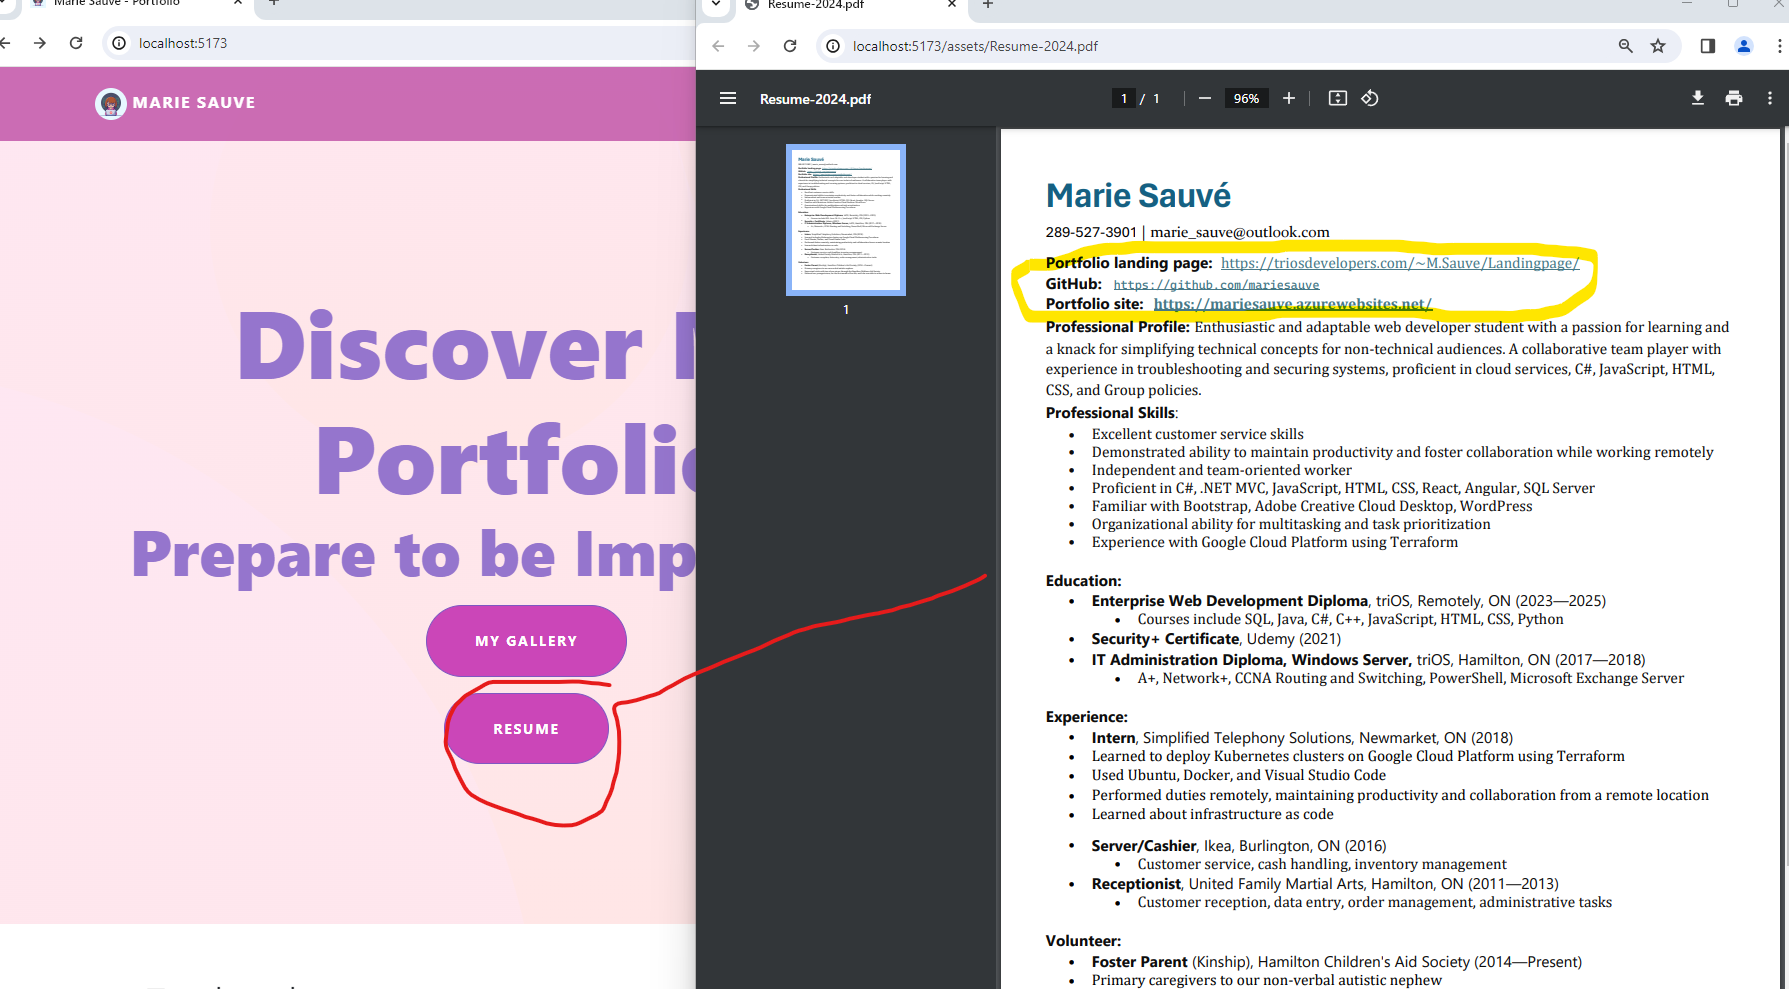 Marie Sauve - Portfolio
localhost:5173
MARIE SAUVE
Discover
Portfolio
Prepare to be Imp
MY GALLERY
RESUME
Resume-2024.pdf
localhost:5173/assets/Resume-2024.pdf
Resume-2024.pdf
1 / 1
96%
1
Marie Sauvé
289-527-3901 | marie_sauve@outlook.com
Portfolio landing page: https://triosdevelopers.com/~M.Sauve/Landingpage/
GitHub: https://github.com/mariesauve
Portfolio site: https://mariesauve.azurewebsites.net/
Professional Profile: Enthusiastic and adaptable web developer student with a passion for learning and
a knack for simplifying technical concepts for non-technical audiences. A collaborative team player with
experience in troubleshooting and securing systems, proficient in cloud services, C#, JavaScript, HTML,
CSS, and Group policies.
Professional Skills:
• Excellent customer service skills
• Demonstrated ability to maintain productivity and foster collaboration while working remotely
• Independent and team-oriented worker
• Proficient in C#, .NET MVC, JavaScript, HTML, CSS, React, Angular, SQL Server
• Familiar with Bootstrap, Adobe Creative Cloud Desktop, WordPress
• Organizational ability for multitasking and task prioritization
• Experience with Google Cloud Platform using Terraform
Education:
• Enterprise Web Development Diploma, triOS, Remotely, ON (2023—2025)
• Courses include SQL, Java, C#, C++, JavaScript, HTML, CSS, Python
• Security+ Certificate, Udemy (2021)
• IT Administration Diploma, Windows Server, triOS, Hamilton, ON (2017—2018)
• A+, Network+, CCNA Routing and Switching, PowerShell, Microsoft Exchange Server
Experience:
• Intern, Simplified Telephony Solutions, Newmarket, ON (2018)
• Learned to deploy Kubernetes clusters on Google Cloud Platform using Terraform
• Used Ubuntu, Docker, and Visual Studio Code
• Performed duties remotely, maintaining productivity and collaboration from a remote location
• Learned about infrastructure as code
• Server/Cashier, Ikea, Burlington, ON (2016)
• Customer service, cash handling, inventory management
• Receptionist, United Family Martial Arts, Hamilton, ON (2011—2013)
• Customer reception, data entry, order management, administrative tasks
Volunteer:
• Foster Parent (Kinship), Hamilton Children's Aid Society (2014—Present)
• Primary caregivers to our non-verbal autistic nephew